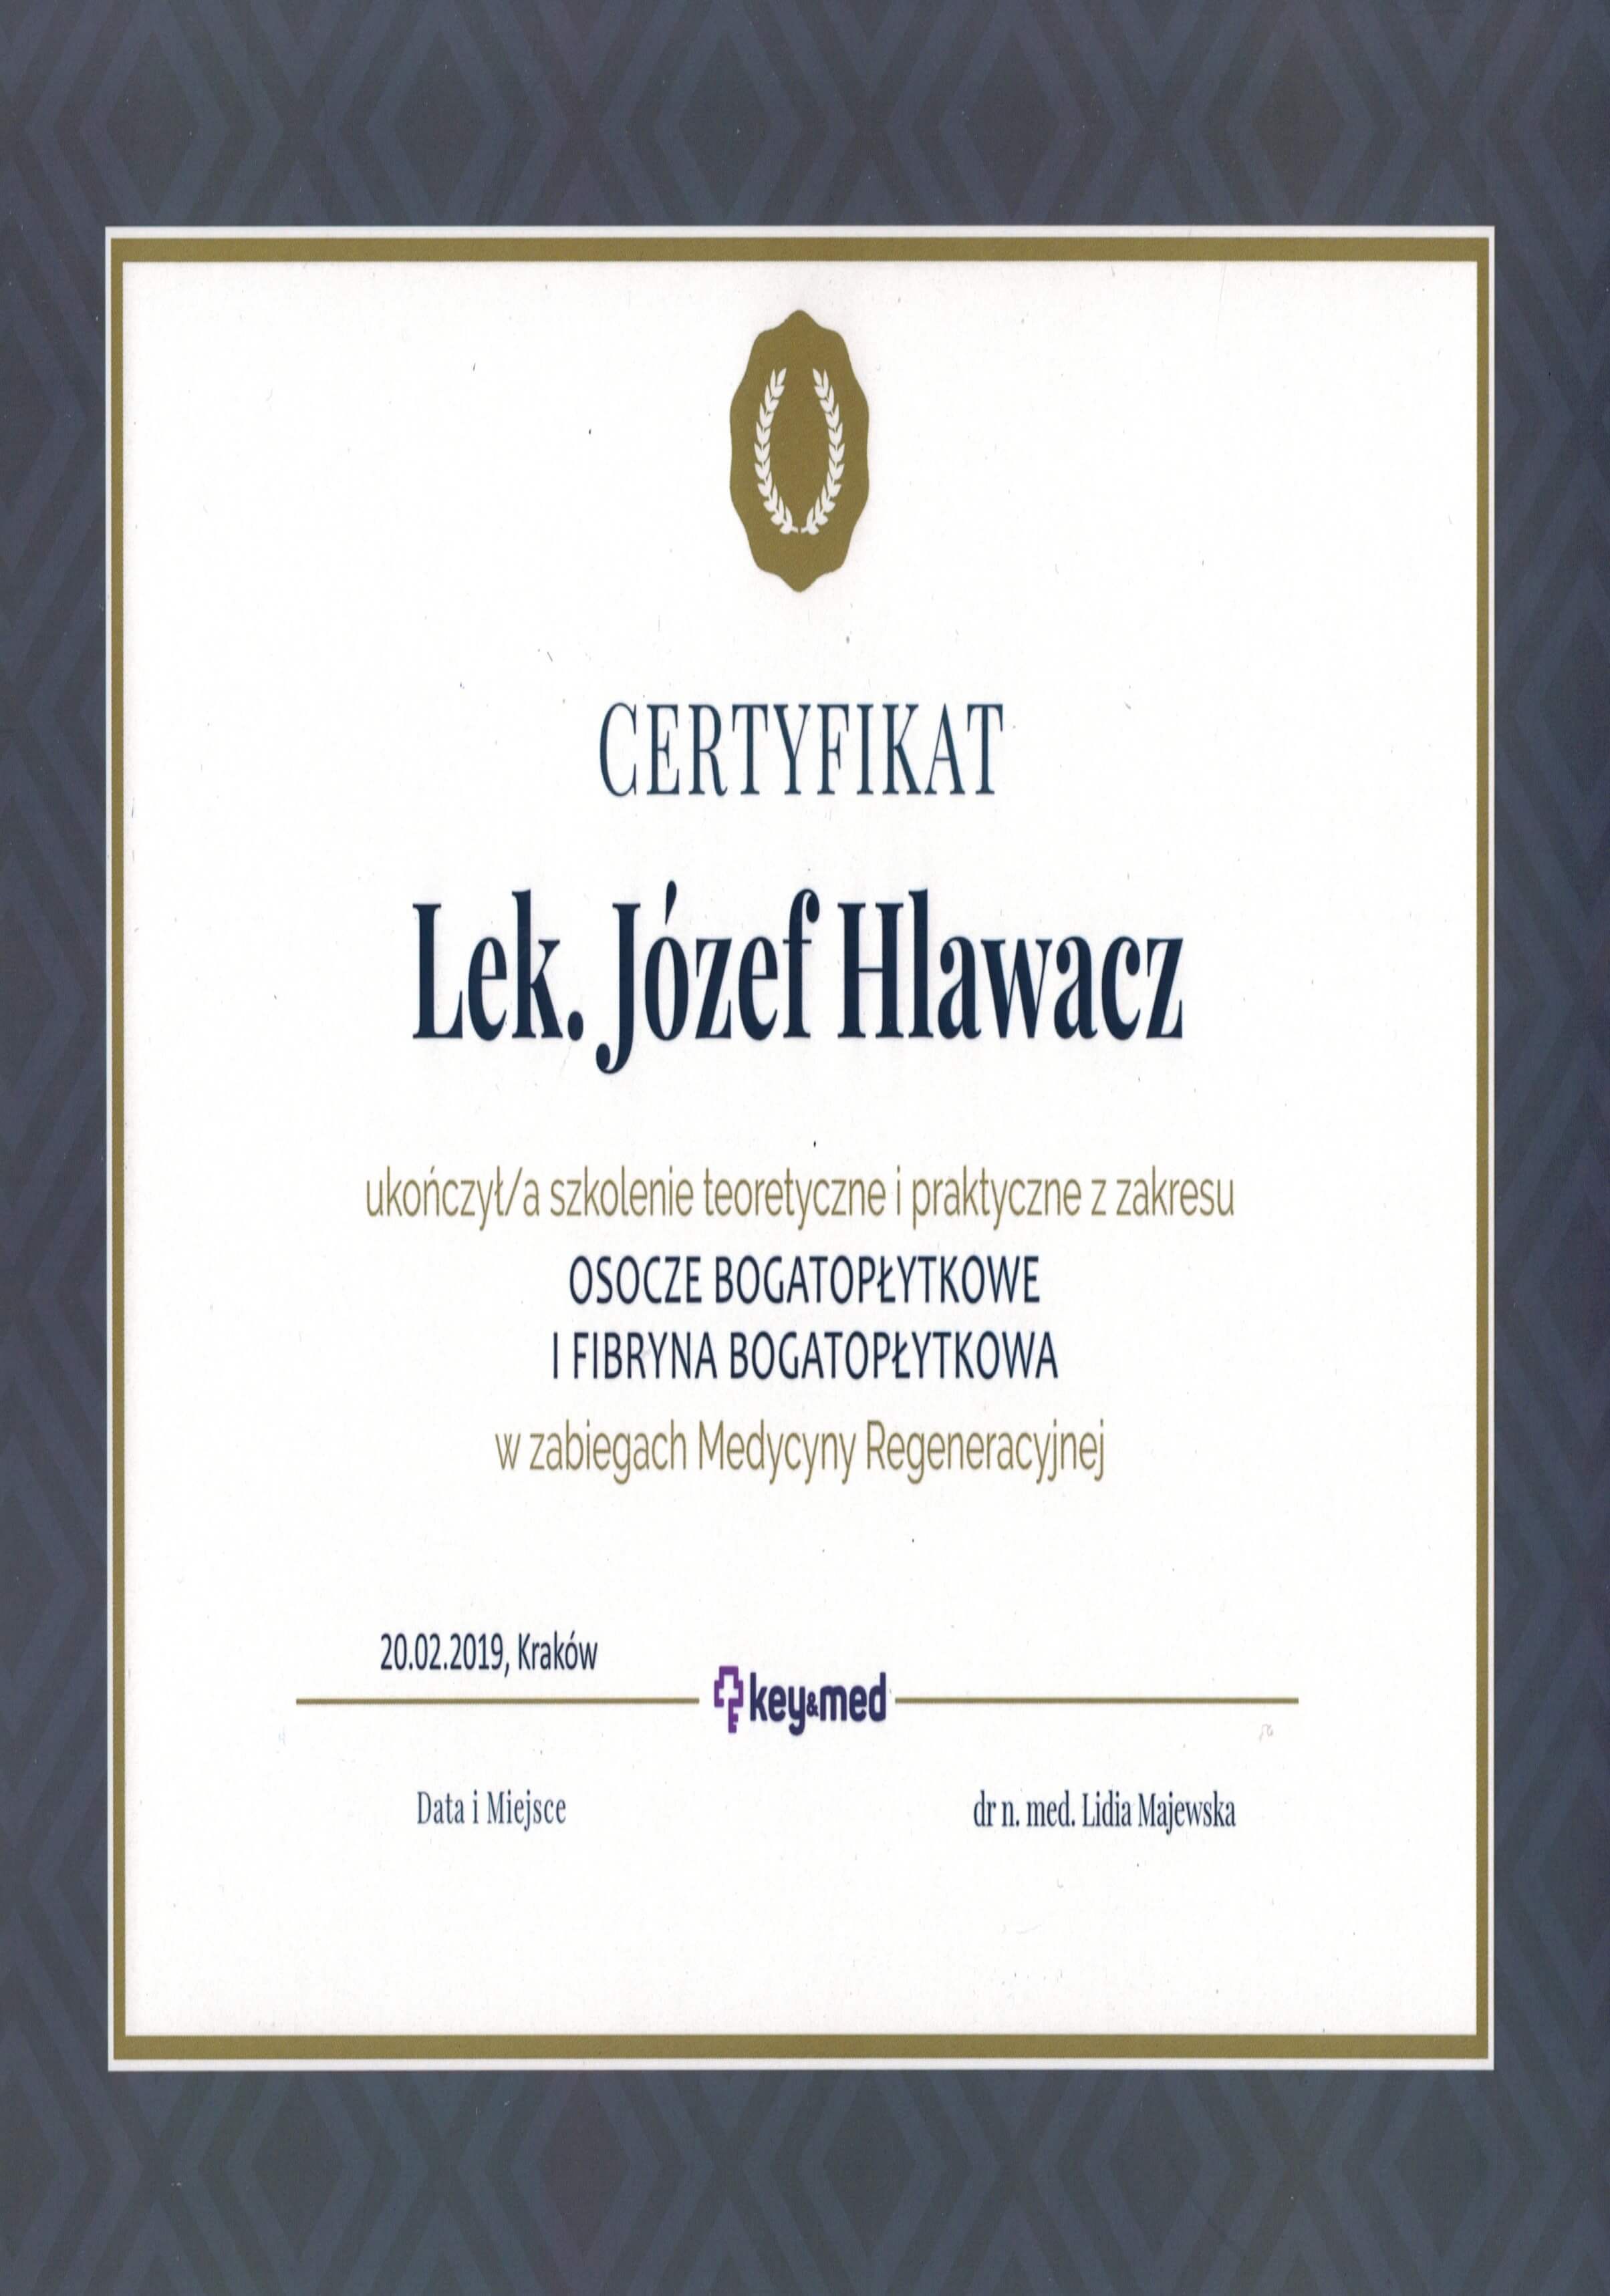 CERTYFIKAT
Lek. Józef Hlawacz
ukończył/a szkolenie teoretyczne i praktyczne z zakresu
OSOCZE BOGATOPŁYTKOWE
I FIBRYNA BOGATOPŁYTKOWA
w zabiegach Medycyny Regeneracyjnej
20.02.2019, Kraków
key&med
Data i Miejsce
dr n. med. Lidia Majewska